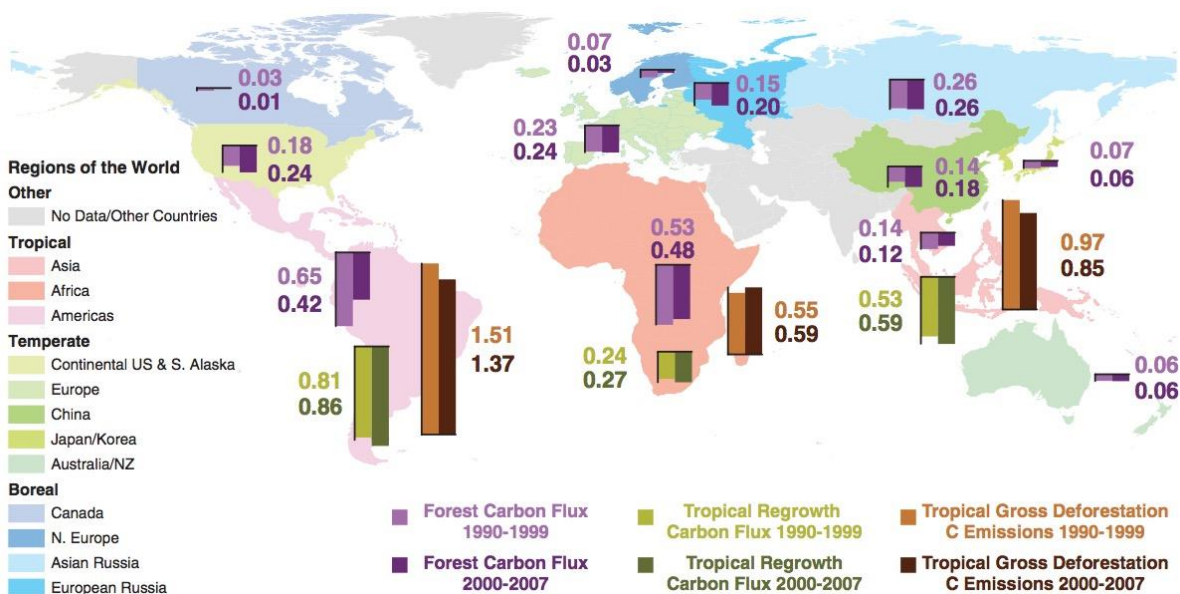 0.07
0.03
0.03
0.01
0.15
0.20
0.26
0.26
0.18
0.24
0.23
0.24
0.14
0.18
0.07
0.06
Regions of the World
Other
No Data/Other Countries
Tropical
Asia
Africa
Americas
Temperate
Continental US & S. Alaska
Europe
China
Japan/Korea
Australia/NZ
Boreal
Canada
N. Europe
Asian Russia
European Russia
0.65
0.42
1.51
1.37
0.81
0.86
0.53
0.48
0.55
0.59
0.24
0.27
0.14
0.12
0.97
0.85
0.53
0.59
0.06
0.06
Forest Carbon Flux
1990-1999
Forest Carbon Flux
2000-2007
Tropical Regrowth
Carbon Flux 1990-1999
Tropical Regrowth
Carbon Flux 2000-2007
Tropical Gross Deforestation
C Emissions 1990-1999
Tropical Gross Deforestation
C Emissions 2000-2007